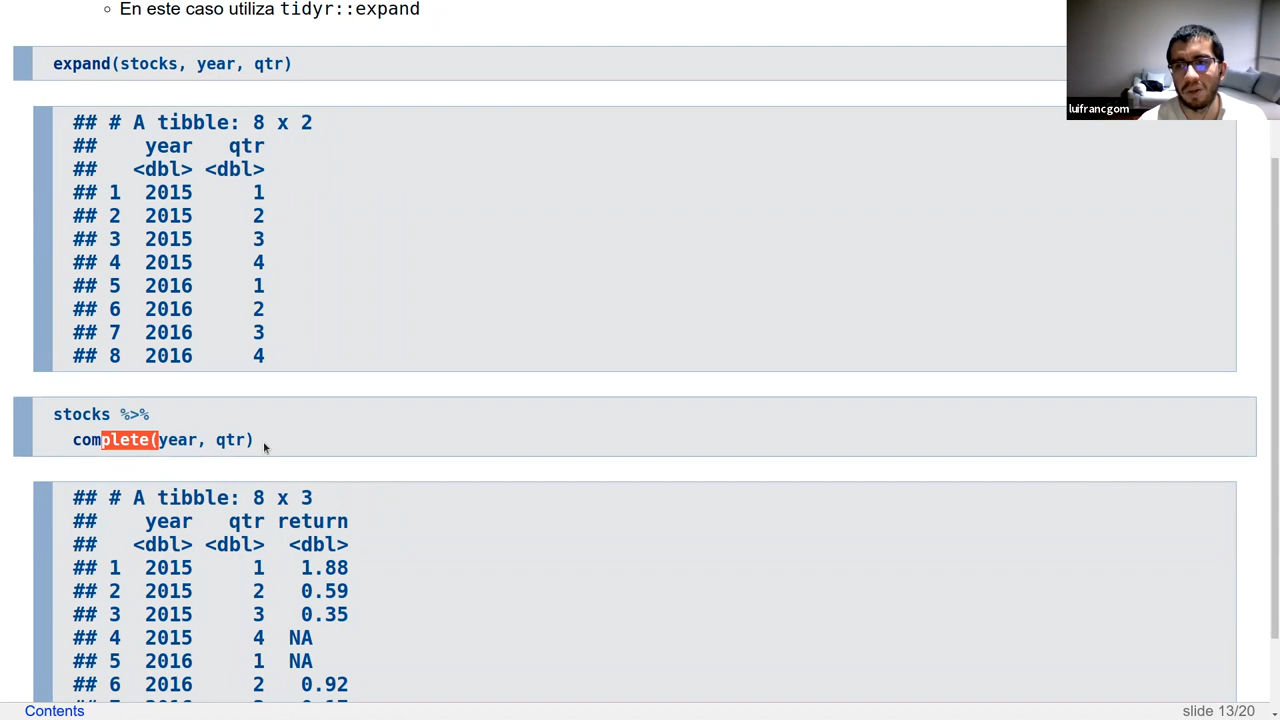 En este caso utiliza tidyr::expand
expand(stocks, year, qtr)
luifrancgom
## # A tibble: 8 x 2
## year qtr
## <dbl> <dbl>
## 1 2015 1
## 2 2015 2
## 3 2015 3
## 4 2015 4
## 5 2016 1
## 6 2016 2
## 7 2016 3
## 8 2016 4
stocks %>%
complete(year, qtr)
## # A tibble: 8 x 3
## year qtr return
## <dbl> <dbl> <dbl>
## 1 2015 1 1.88
## 2 2015 2 0.59
## 3 2015 3 0.35
## 4 2015 4 NA
## 5 2016 1 NA
## 6 2016 2 0.92
Contents
slide 13/20